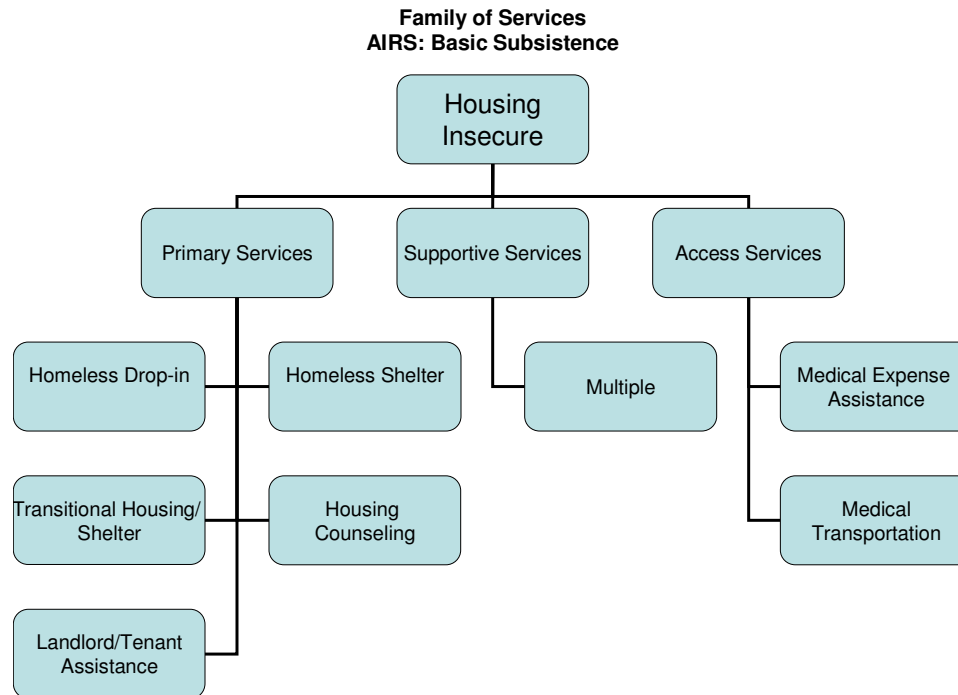 Family of Services
AIRS: Basic Subsistence
Housing
Insecure
Primary Services
Supportive Services
Access Services
Homeless Drop-in
Homeless Shelter
Multiple
Medical Expense
Assistance
Transitional Housing/
Shelter
Housing
Counseling
Medical
Transportation
Landlord/Tenant
Assistance